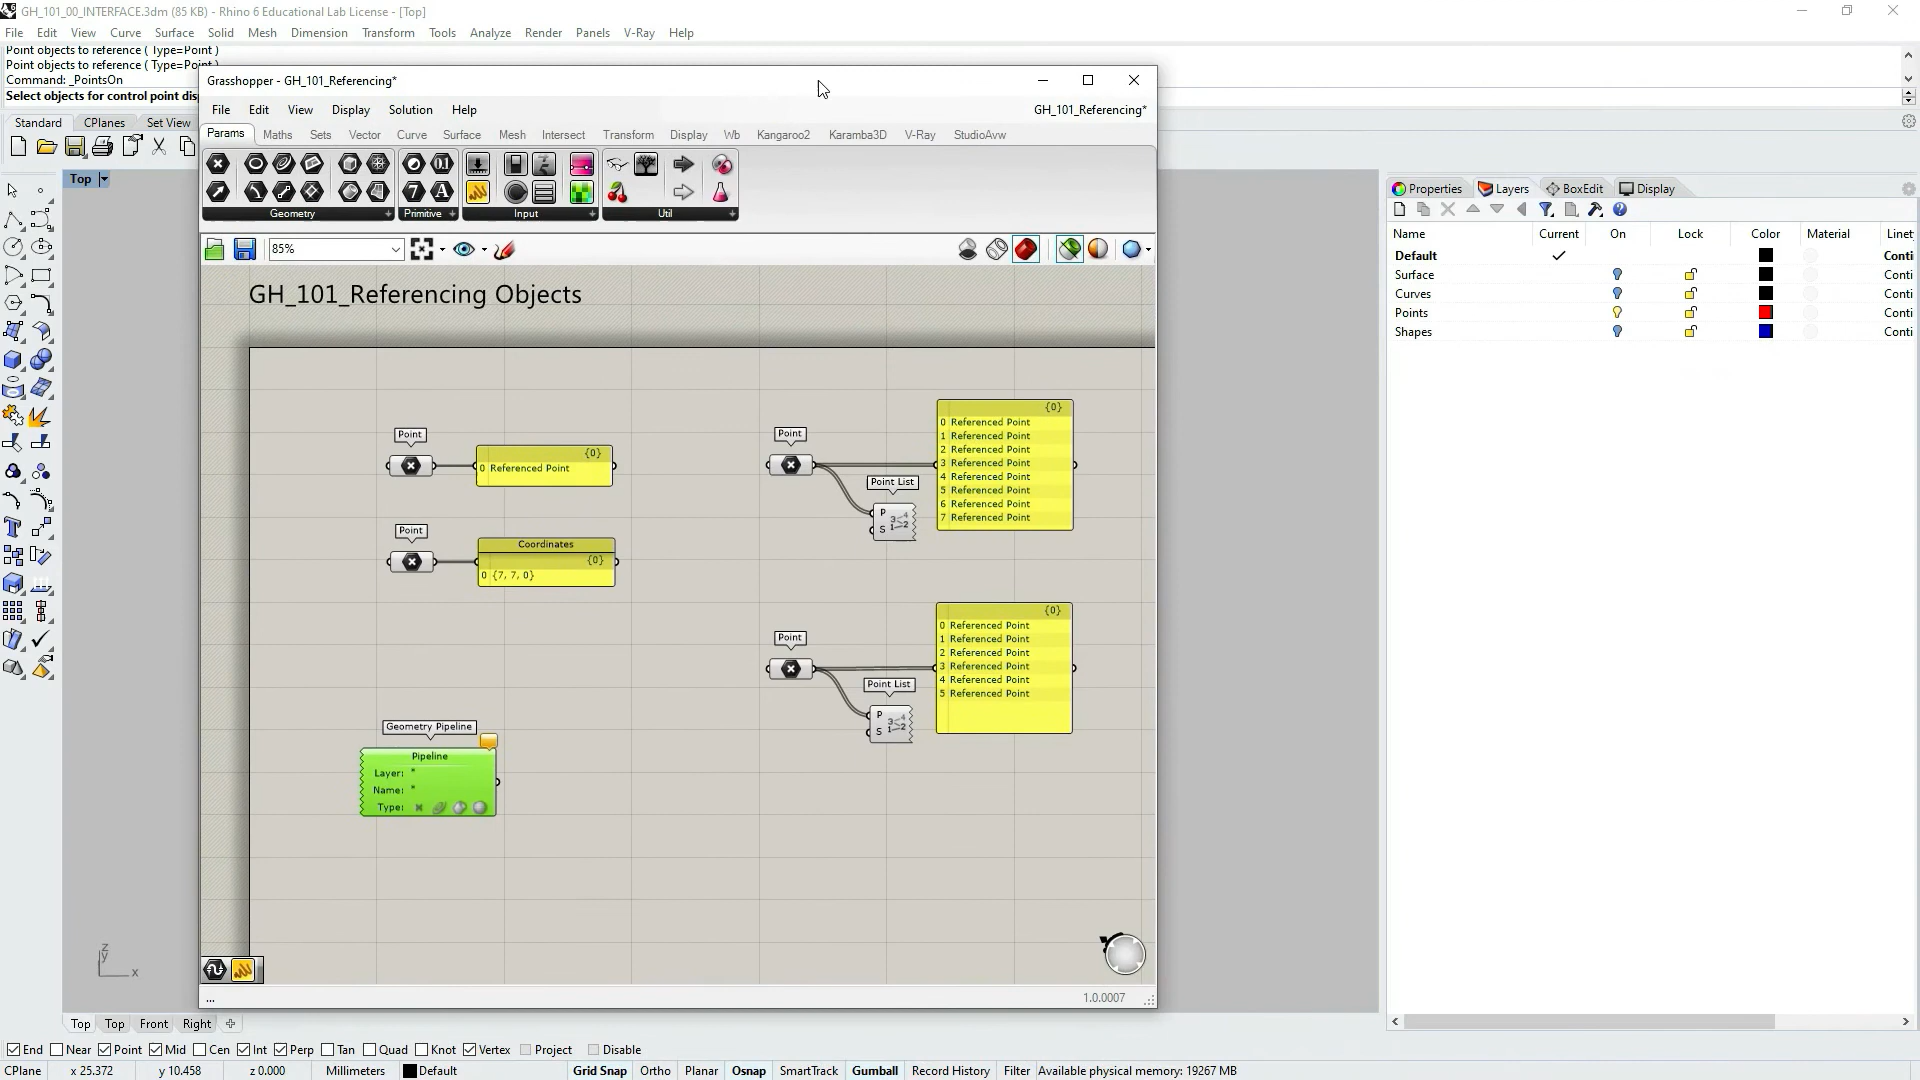 GH_101_00_INTERFACE.3dm (85 KB) - Rhino 6 Educational Lab License - [Top]
File Edit View Curve Surface Solid Mesh Dimension Transform Tools Analyze Render Panels V-Ray Help
Point objects to reference ( Type=Point )
Point objects to reference ( Type=Point )
Command: _PointsOn
Select objects for control point dis
Standard CPlanes Set View
Top
Grasshopper - GH_101_Referencing*
File Edit View Display Solution Help GH_101_Referencing*
Params Maths Sets Vector Curve Surface Mesh Intersect Transform Display Wb Kangaroo2 Karamba3D V-Ray StudioAvw
Geometry Primitive Input Util
85%
GH_101_Referencing Objects
Point
{0}
0 Referenced Point
Point
Coordinates
{0}
0 {7, 7, 0}
Geometry Pipeline
Pipeline
Layer: *
Name: *
Type:
Point
{0}
0 Referenced Point
1 Referenced Point
2 Referenced Point
3 Referenced Point
4 Referenced Point
5 Referenced Point
6 Referenced Point
7 Referenced Point
Point List
P
S
3 4
1 2
Point
{0}
0 Referenced Point
1 Referenced Point
2 Referenced Point
3 Referenced Point
4 Referenced Point
5 Referenced Point
Point List
P
S
3 4
1 2
...
1.0.0007
Properties Layers BoxEdit Display
Name Current On Lock Color Material Linet
Default Conti
Surface Conti
Curves Conti
Points Conti
Shapes Conti
z
y
x
Top Top Front Right
End Near Point Mid Cen Int Perp Tan Quad Knot Vertex Project Disable
CPlane x 25.372 y 10.458 z 0.000 Millimeters Default Grid Snap Ortho Planar Osnap SmartTrack Gumball Record History Filter Available physical memory: 19267 MB